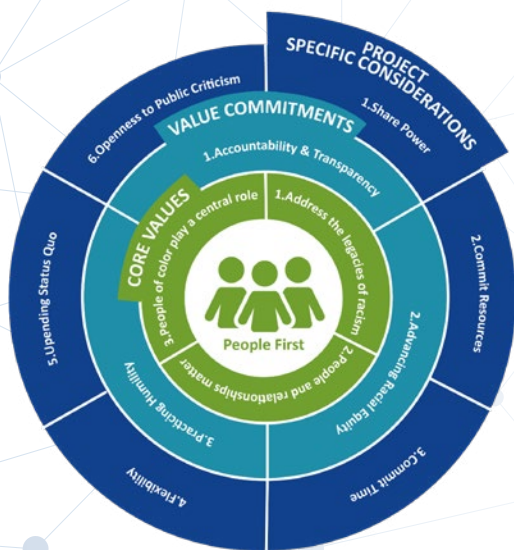 PROJECT
SPECIFIC CONSIDERATIONS
1.Share Power
2.Commit Resources
3.Commit Time
4.Flexibility
5.Upending Status Quo
6.Openness to Public Criticism
VALUE COMMITMENTS
1.Accountability & Transparency
2.Advancing Racial Equity
3.Practicing Humility
CORE VALUES
1.Address the legacies of racism
2.People and relationships matter
3.People of color play a central role
People First